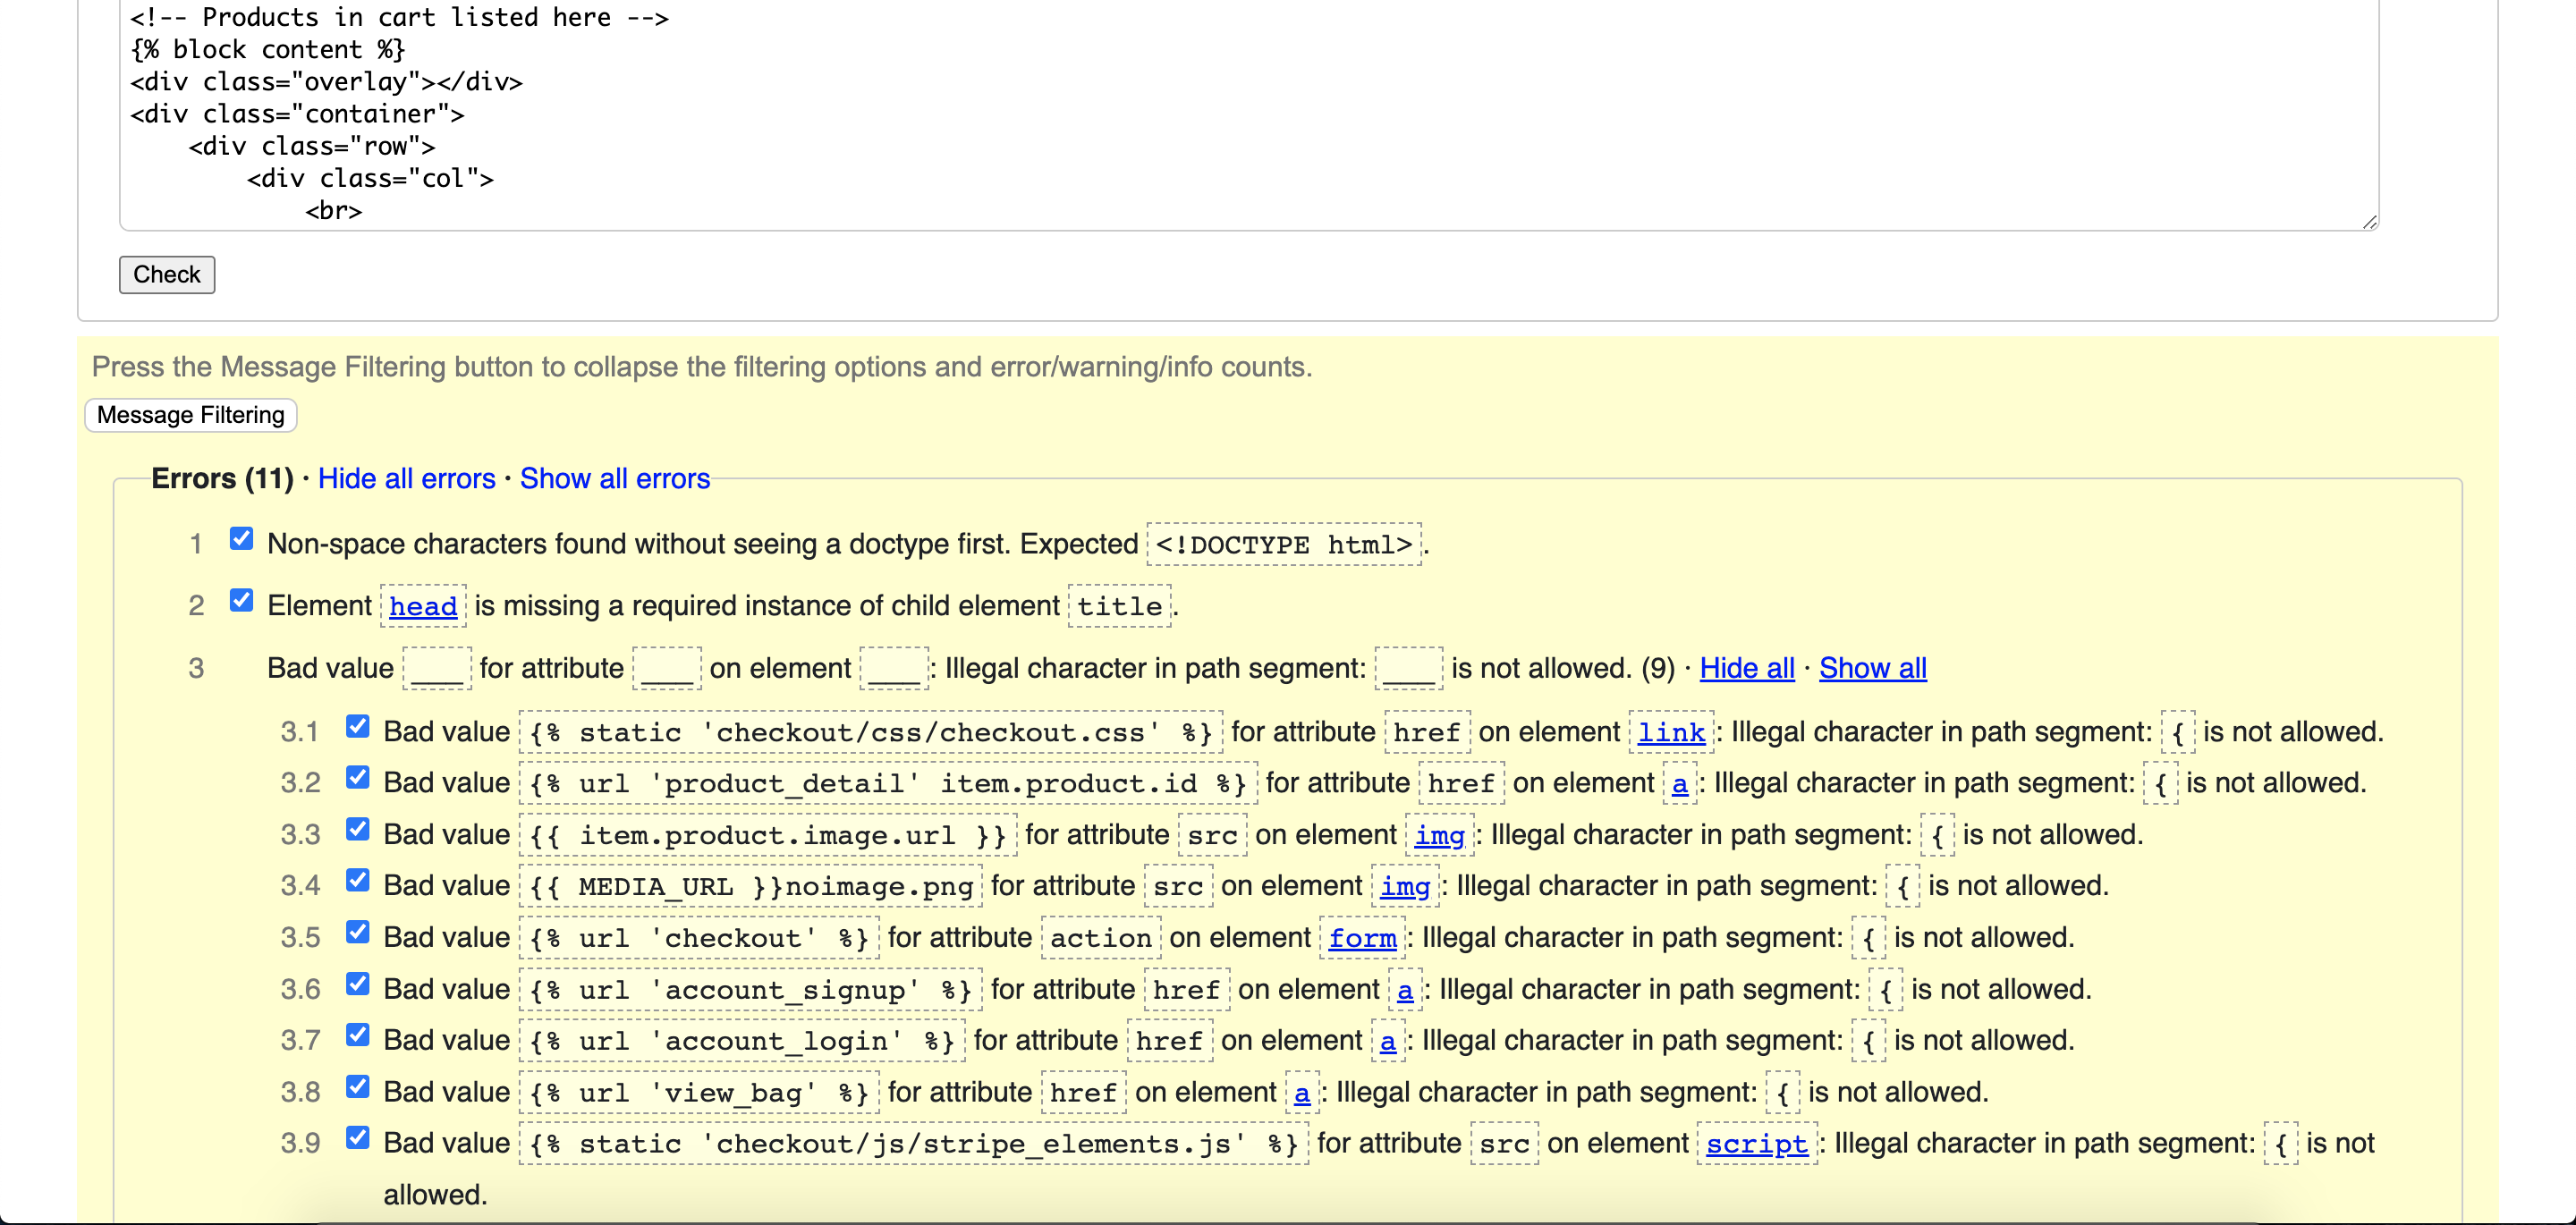 <!-- Products in cart listed here -->
{% block content %}
<div class="overlay"></div>
<div class="container">
    <div class="row">
        <div class="col">
            <br>
Check
Press the Message Filtering button to collapse the filtering options and error/warning/info counts.
Message Filtering
Errors (11) · Hide all errors · Show all errors
1 Non-space characters found without seeing a doctype first. Expected <!DOCTYPE html>.
2 Element head is missing a required instance of child element title.
3 Bad value ___ for attribute ___ on element ___: Illegal character in path segment: ___ is not allowed. (9) · Hide all · Show all
3.1 Bad value {% static 'checkout/css/checkout.css' %} for attribute href on element link: Illegal character in path segment: { is not allowed.
3.2 Bad value {% url 'product_detail' item.product.id %} for attribute href on element a: Illegal character in path segment: { is not allowed.
3.3 Bad value {{ item.product.image.url }} for attribute src on element img: Illegal character in path segment: { is not allowed.
3.4 Bad value {{ MEDIA_URL }}noimage.png for attribute src on element img: Illegal character in path segment: { is not allowed.
3.5 Bad value {% url 'checkout' %} for attribute action on element form: Illegal character in path segment: { is not allowed.
3.6 Bad value {% url 'account_signup' %} for attribute href on element a: Illegal character in path segment: { is not allowed.
3.7 Bad value {% url 'account_login' %} for attribute href on element a: Illegal character in path segment: { is not allowed.
3.8 Bad value {% url 'view_bag' %} for attribute href on element a: Illegal character in path segment: { is not allowed.
3.9 Bad value {% static 'checkout/js/stripe_elements.js' %} for attribute src on element script: Illegal character in path segment: { is not
allowed.